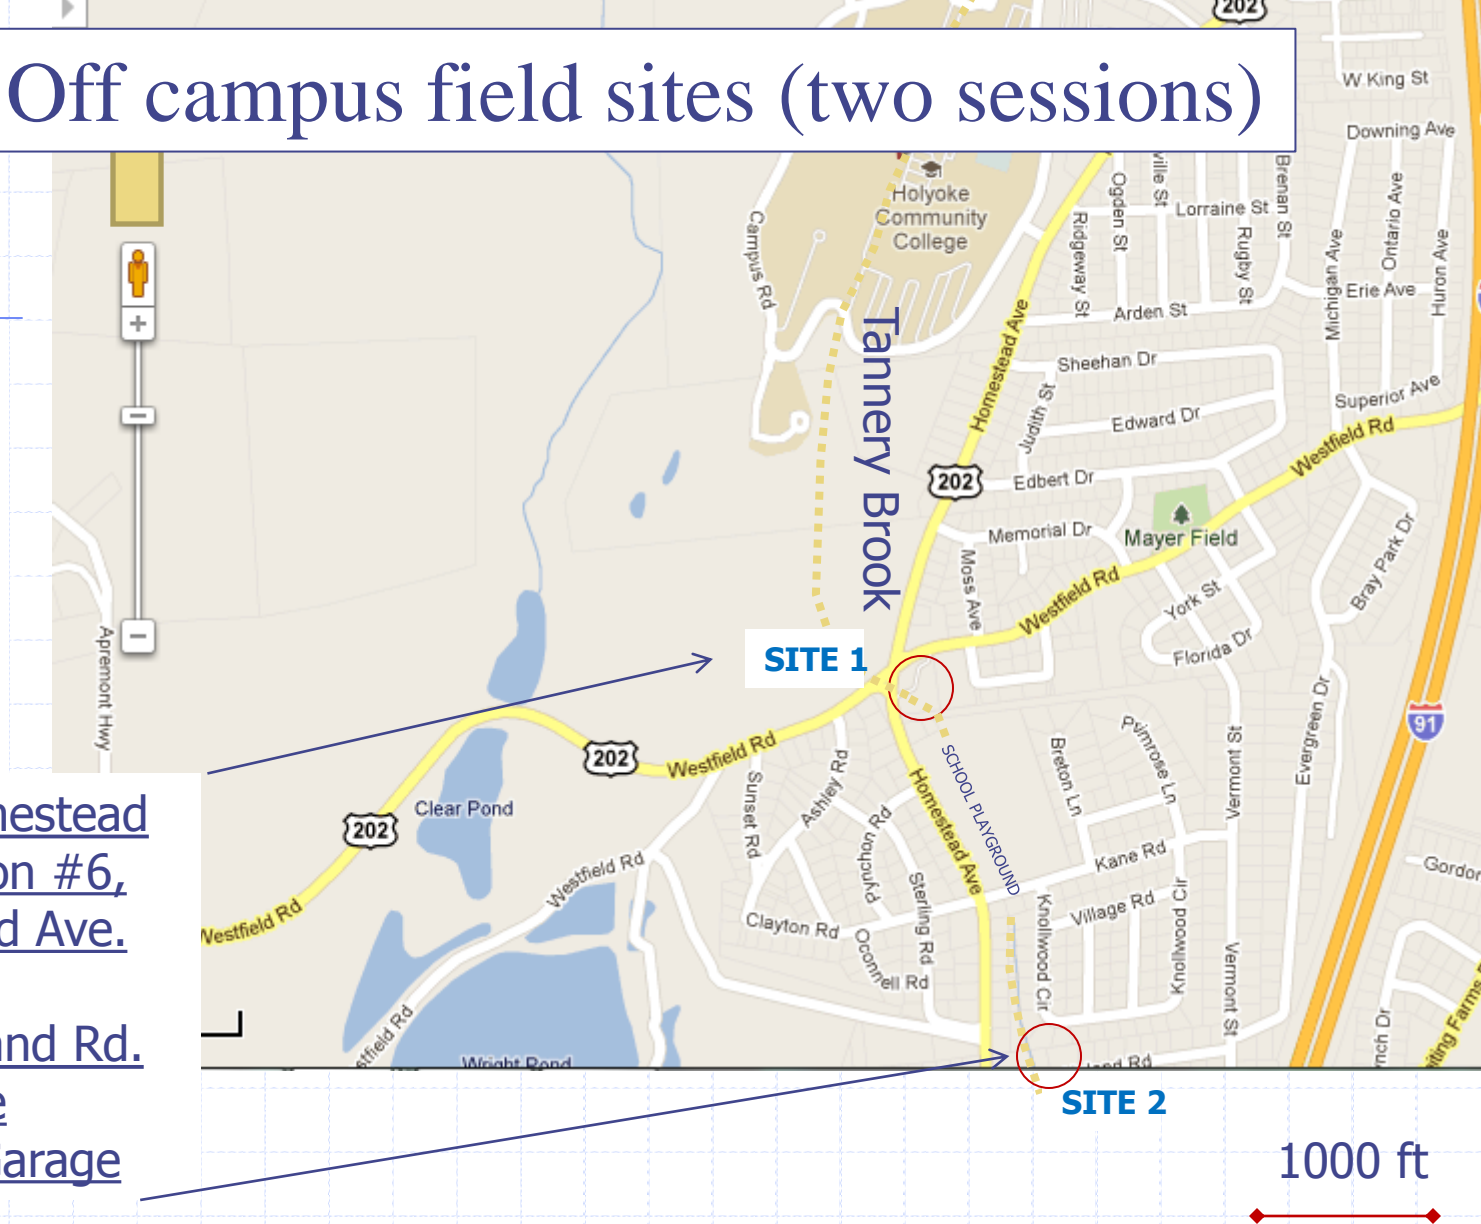 202
Off campus field sites (two sessions)
W King St
Downing Ave
Holyoke
Community
College
Campus Rd
Ogden St
Ridgeway St
Lorraine St
Rugby St
Brenan St
Michigan Ave
Ontario Ave
Huron Ave
Erie Ave
Arden St
Homestead Ave
Sheehan Dr
Judith St
Edward Dr
Superior Ave
Westfield Rd
Tannery Brook
202
Edbert Dr
Memorial Dr
Mayer Field
Moss Ave
Westfield Rd
York St
Florida Dr
Bray Park Dr
Apremont Hwy
SITE 1
Evergreen Dr
91
202
Westfield Rd
Sunset Rd
Ashley Rd
Homestead Ave
SCHOOL PLAYGROUND
Breton Ln
Primrose Ln
Vermont St
Clear Pond
202
Pynchon Rd
Kane Rd
Westfield Rd
Westfield Rd
Clayton Rd
Sterling Rd
Oconnell Rd
Knollwood Cir
Village Rd
Knollwood Cir
Vermont St
Wright Pond
#6,
Ave.
Rd.
SITE 2
1000 ft